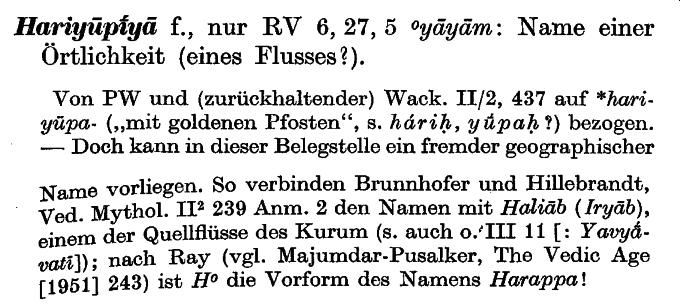 Hariyūpī́yā f., nur RV 6, 27, 5 °yāyām: Name einer
Örtlichkeit (eines Flusses?).
Von PW und (zurückhaltender) Wack. II/2, 437 auf *hari-
yūpa- („mit goldenen Pfosten“, s. háriḥ, yū́paḥ?) bezogen.
— Doch kann in dieser Belegstelle ein fremder geographischer
Name vorliegen. So verbinden Brunnhofer und Hillebrandt,
Ved. Mythol. II² 239 Anm. 2 den Namen mit Haliāb (Iryāb),
einem der Quellflüsse des Kurum (s. auch o. III 11 [: Yavyā́-
vatī]); nach Ray (vgl. Majumdar-Pusalker, The Vedic Age
[1951] 243) ist H° die Vorform des Namens Harappa!